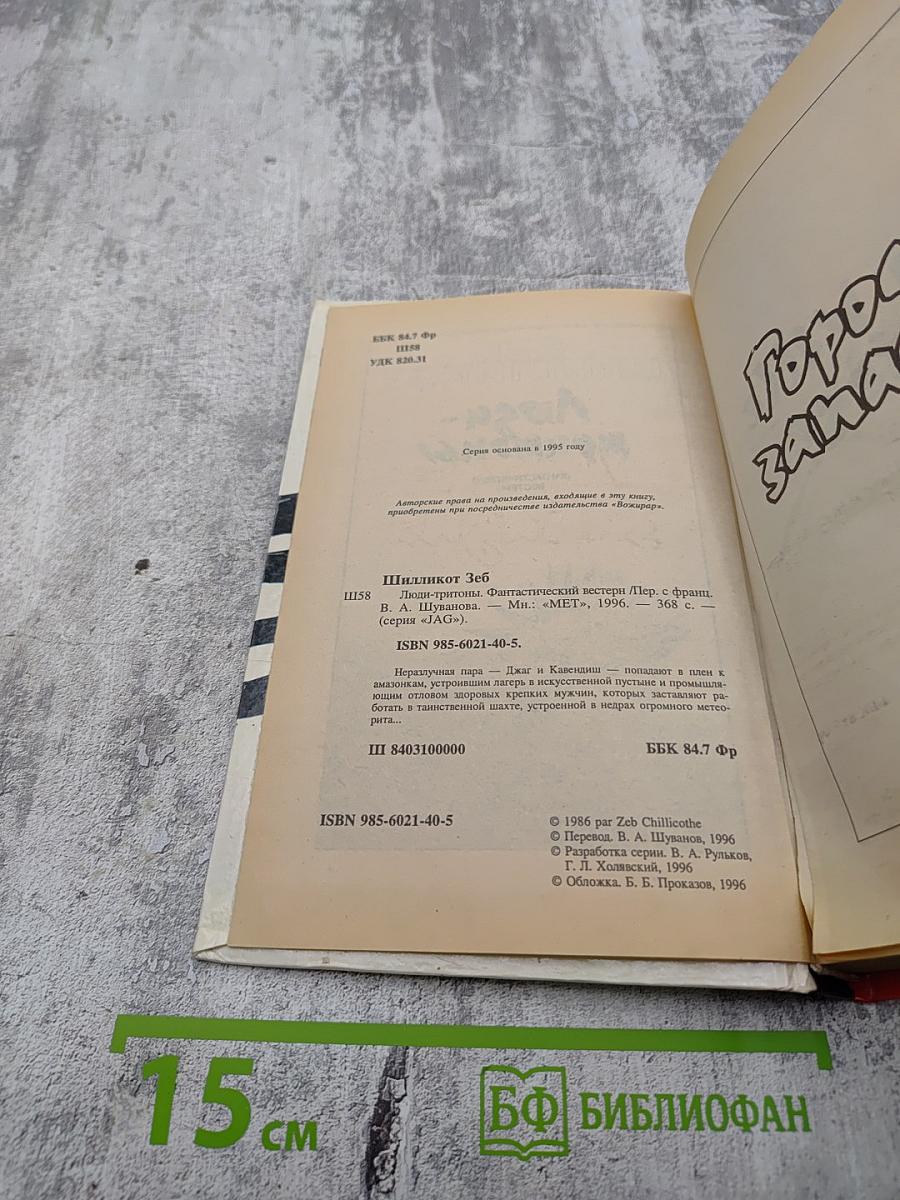 ББК 84.7 Фр
Ш58
УДК 820.31
Серия основана в 1995 году
Авторские права на произведения, входящие в эту книгу,
приобретены при посредничестве издательства «Вожирар».
Шилликот Зеб
Ш58 Люди-тритоны. Фантастический вестерн /Пер. с франц.
В. А. Шуванова. — Мн.: «МЕТ», 1996. — 368 с. —
(серия «JAG»).
ISBN 985-6021-40-5.
Неразлучная пара — Джаг и Кавендиш — попадают в плен к
амазонкам, устроившим лагерь в искусственной пустыне и промышля-
ющим отловом здоровых крепких мужчин, которых заставляют ра-
ботать в таинственной шахте, устроенной в недрах огромного метео-
рита...
Ш 8403100000 ББК 84.7 Фр
ISBN 985-6021-40-5
© 1986 par Zeb Chillicothe
© Перевод. В. А. Шуванов, 1996
© Разработка серии. В. А. Рульков,
Г. Л. Холявский, 1996
© Обложка. Б. Б. Проказов, 1996
15 см
БФ БИБЛИОФАН